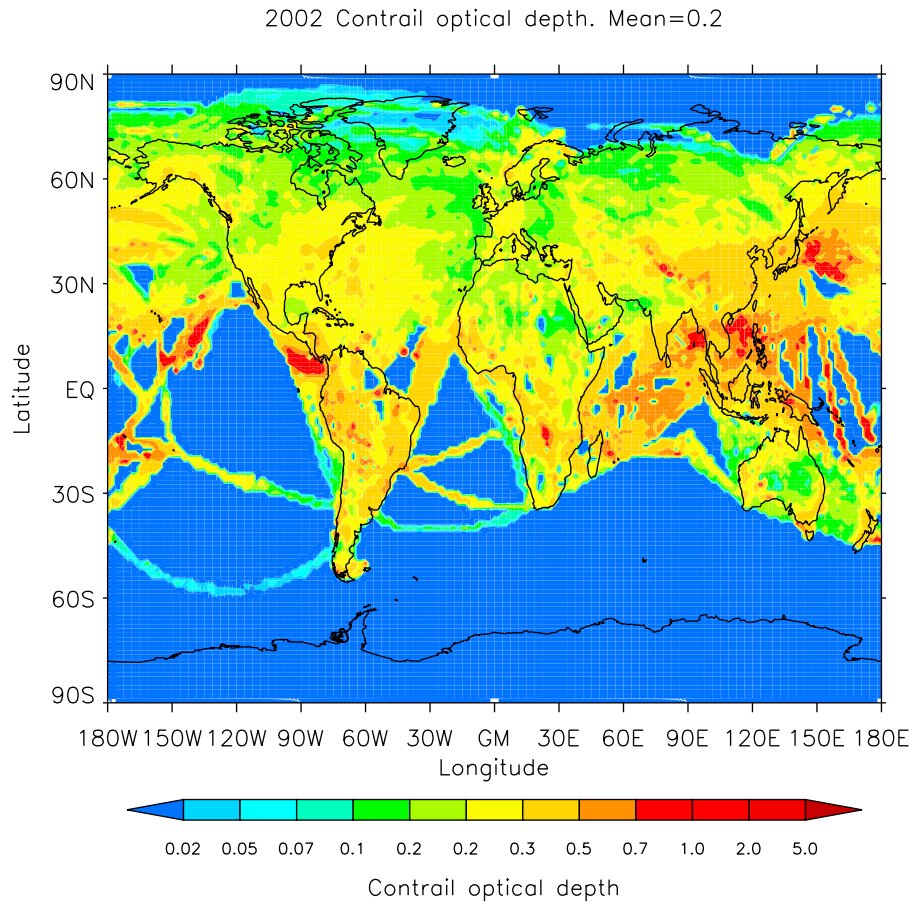 2002 Contrail optical depth. Mean=0.2
90N
60N
30N
EQ
30S
60S
90S
Latitude
180W 150W 120W 90W 60W 30W GM 30E 60E 90E 120E 150E 180E
Longitude
0.02 0.05 0.07 0.1 0.2 0.2 0.3 0.5 0.7 1.0 2.0 5.0
Contrail optical depth